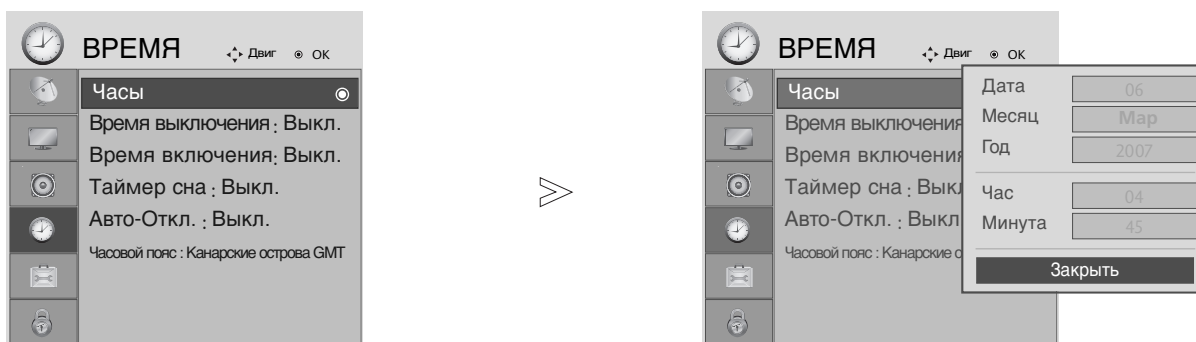 ВРЕМЯ Двиг ОК
Часы
Время выключения : Выкл.
Время включения : Выкл.
Таймер сна : Выкл.
Авто-Откл. : Выкл.
Часовой пояс : Канарские острова GMT
ВРЕМЯ Двиг ОК
Часы
Время выключения
Время включения
Таймер сна : Выкл
Авто-Откл. : Выкл
Часовой пояс : Канарские о
Дата 06
Месяц Мар
Год 2007
Час 04
Минута 45
Закрыть